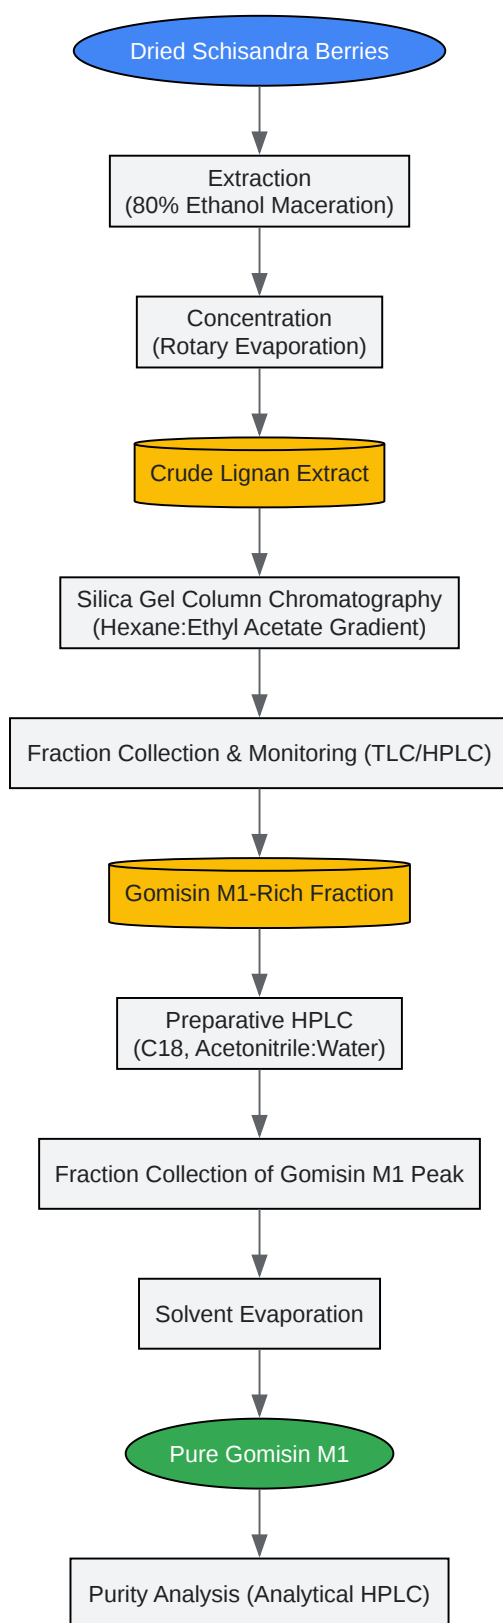 Dried Schisandra Berries
Extraction
(80% Ethanol Maceration)
Concentration
(Rotary Evaporation)
Crude Lignan Extract
Silica Gel Column Chromatography
(Hexane:Ethyl Acetate Gradient)
Fraction Collection & Monitoring (TLC/HPLC)
Gomisin M1-Rich Fraction
Preparative HPLC
(C18, Acetonitrile:Water)
Fraction Collection of Gomisin M1 Peak
Solvent Evaporation
Pure Gomisin M1
Purity Analysis (Analytical HPLC)